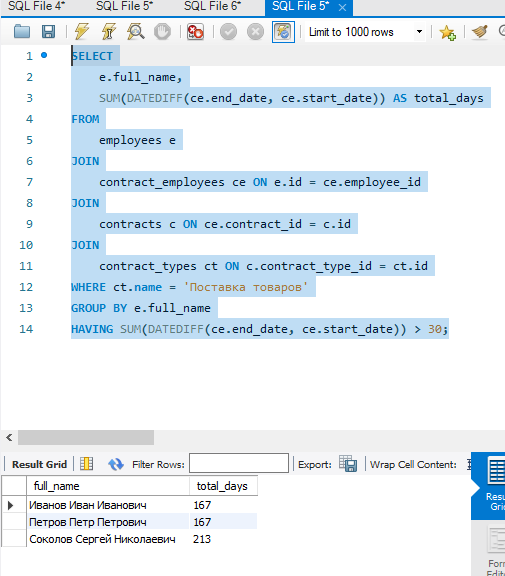 SQL File 4*
SQL File 5*
SQL File 6*
SQL File 5*
Limit to 1000 rows
1 SELECT
2 e.full_name,
3 SUM(DATEDIFF(ce.end_date, ce.start_date)) AS total_days
4 FROM
5 employees e
6 JOIN
7 contract_employees ce ON e.id = ce.employee_id
8 JOIN
9 contracts c ON ce.contract_id = c.id
10 JOIN
11 contract_types ct ON c.contract_type_id = ct.id
12 WHERE ct.name = 'Поставка товаров'
13 GROUP BY e.full_name
14 HAVING SUM(DATEDIFF(ce.end_date, ce.start_date)) > 30;
Result Grid Filter Rows: Export: Wrap Cell Content:
full_name total_days
Иванов Иван Иванович 167
Петров Петр Петрович 167
Соколов Сергей Николаевич 213